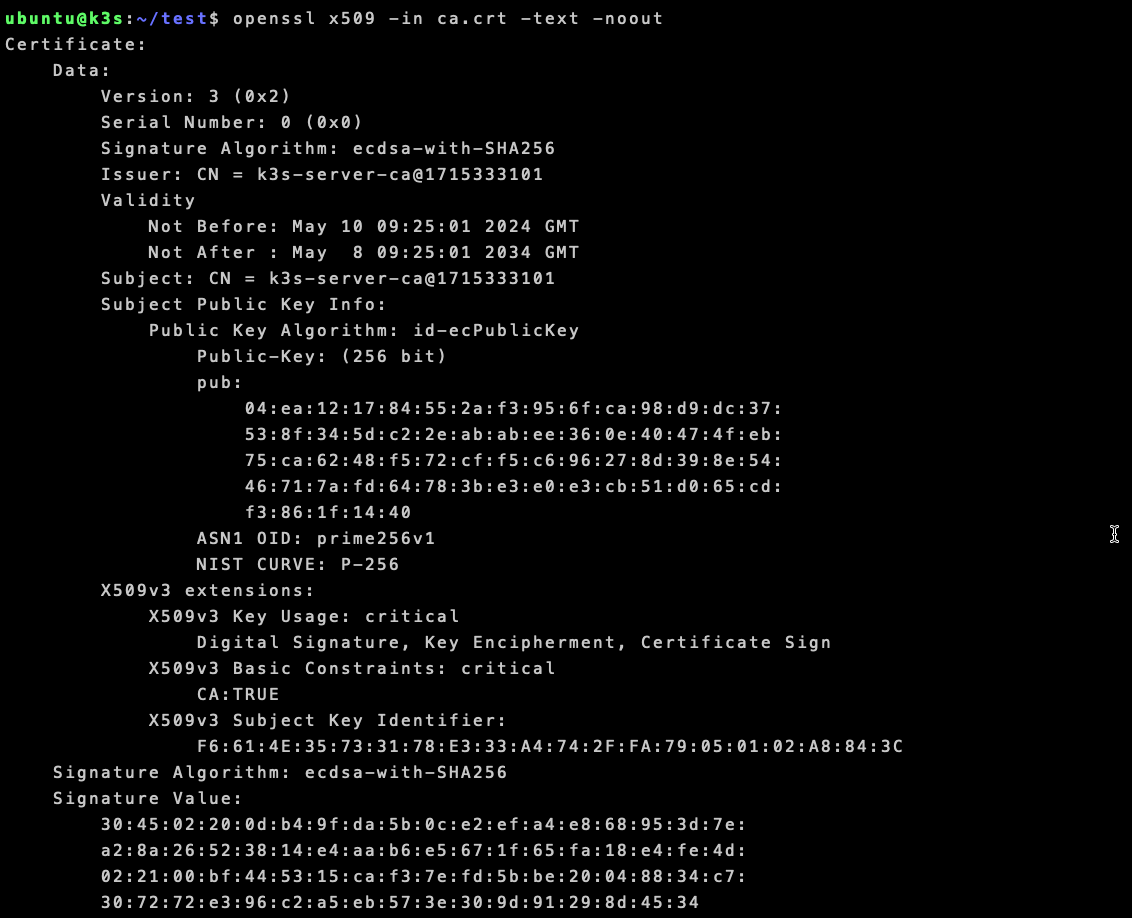 ubuntu@k3s:~/test$ openssl x509 -in ca.crt -text -noout
Certificate:
    Data:
        Version: 3 (0x2)
        Serial Number: 0 (0x0)
        Signature Algorithm: ecdsa-with-SHA256
        Issuer: CN = k3s-server-ca@1715333101
        Validity
            Not Before: May 10 09:25:01 2024 GMT
            Not After : May  8 09:25:01 2034 GMT
        Subject: CN = k3s-server-ca@1715333101
        Subject Public Key Info:
            Public Key Algorithm: id-ecPublicKey
                Public-Key: (256 bit)
                pub:
                    04:ea:12:17:84:55:2a:f3:95:6f:ca:98:d9:dc:37:
                    53:8f:34:5d:c2:2e:ab:ab:ee:36:0e:40:47:4f:eb:
                    75:ca:62:48:f5:72:cf:f5:c6:96:27:8d:39:8e:54:
                    46:71:7a:fd:64:78:3b:e3:e0:e3:cb:51:d0:65:cd:
                    f3:86:1f:14:40
                ASN1 OID: prime256v1
                NIST CURVE: P-256
        X509v3 extensions:
            X509v3 Key Usage: critical
                Digital Signature, Key Encipherment, Certificate Sign
            X509v3 Basic Constraints: critical
                CA:TRUE
            X509v3 Subject Key Identifier:
                F6:61:4E:35:73:31:78:E3:33:A4:74:2F:FA:79:05:01:02:A8:84:3C
    Signature Algorithm: ecdsa-with-SHA256
    Signature Value:
        30:45:02:20:0d:b4:9f:da:5b:0c:e2:ef:a4:e8:68:95:3d:7e:
        a2:8a:26:52:38:14:e4:aa:b6:e5:67:1f:65:fa:18:e4:fe:4d:
        02:21:00:bf:44:53:15:ca:f3:7e:fd:5b:be:20:04:88:34:c7:
        30:72:72:e3:96:c2:a5:eb:57:3e:30:9d:91:29:8d:45:34